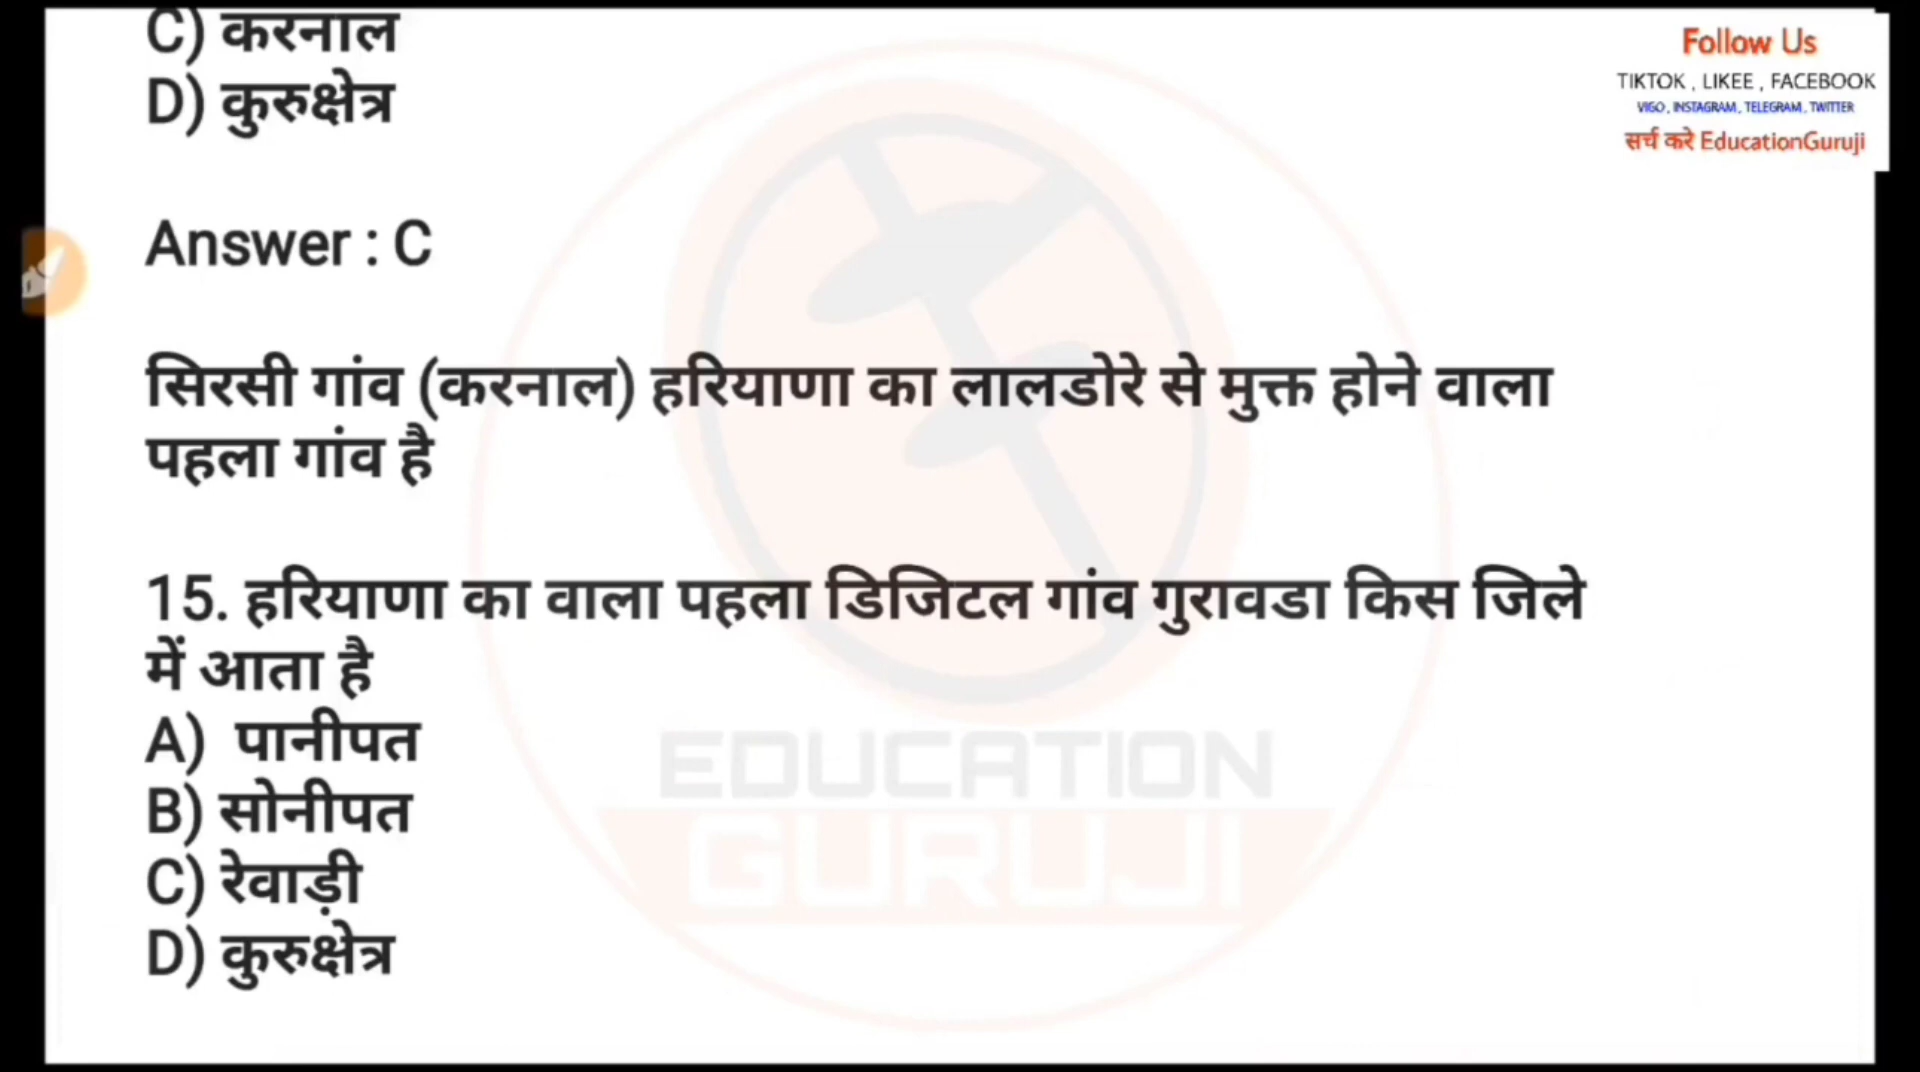 C) करनाल
D) कुरुक्षेत्र
Follow Us
TIKTOK , LIKEE , FACEBOOK
VIGO , INSTAGRAM , TELEGRAM , TWITTER
सर्च करे EducationGuruji
Answer : C
सिरसी गांव (करनाल) हरियाणा का लालडोरे से मुक्त होने वाला
पहला गांव है
15. हरियाणा का वाला पहला डिजिटल गांव गुरावडा किस जिले
में आता है
A) पानीपत
B) सोनीपत
C) रेवाड़ी
D) कुरुक्षेत्र
EDUCATION
GURUJI